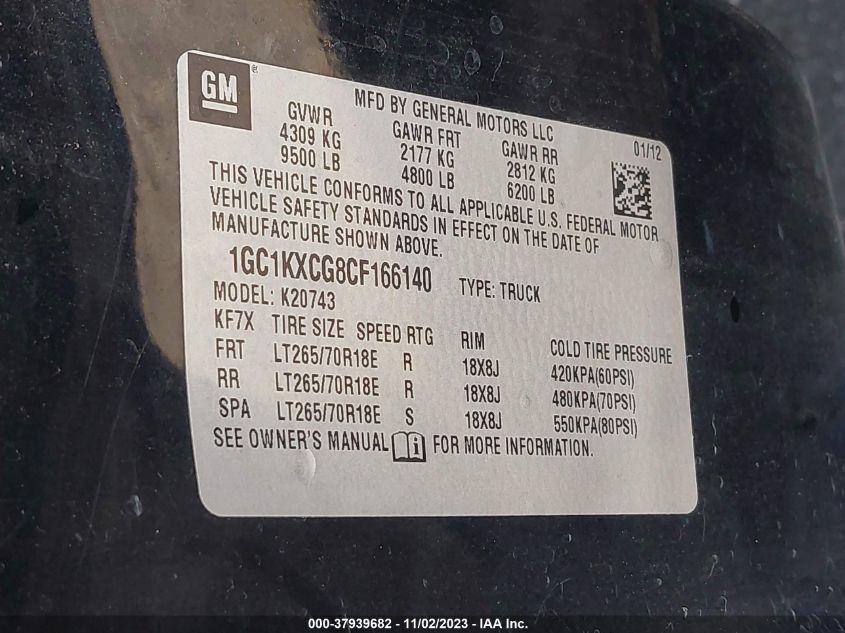 GM
MFD BY GENERAL MOTORS LLC
01/12
GVWR GAWR FRT GAWR RR
4309 KG 2177 KG 2812 KG
9500 LB 4800 LB 6200 LB
THIS VEHICLE CONFORMS TO ALL APPLICABLE U.S. FEDERAL MOTOR
VEHICLE SAFETY STANDARDS IN EFFECT ON THE DATE OF
MANUFACTURE SHOWN ABOVE.
1GC1KXCG8CF166140 TYPE: TRUCK
MODEL: K20743
KF7X TIRE SIZE SPEED RTG RIM COLD TIRE PRESSURE
FRT LT265/70R18E R 18X8J 420KPA(60PSI)
RR LT265/70R18E R 18X8J 480KPA(70PSI)
SPA LT265/70R18E S 18X8J 550KPA(80PSI)
SEE OWNER'S MANUAL i FOR MORE INFORMATION.
000-37939682 - 11/02/2023 - IAA Inc.